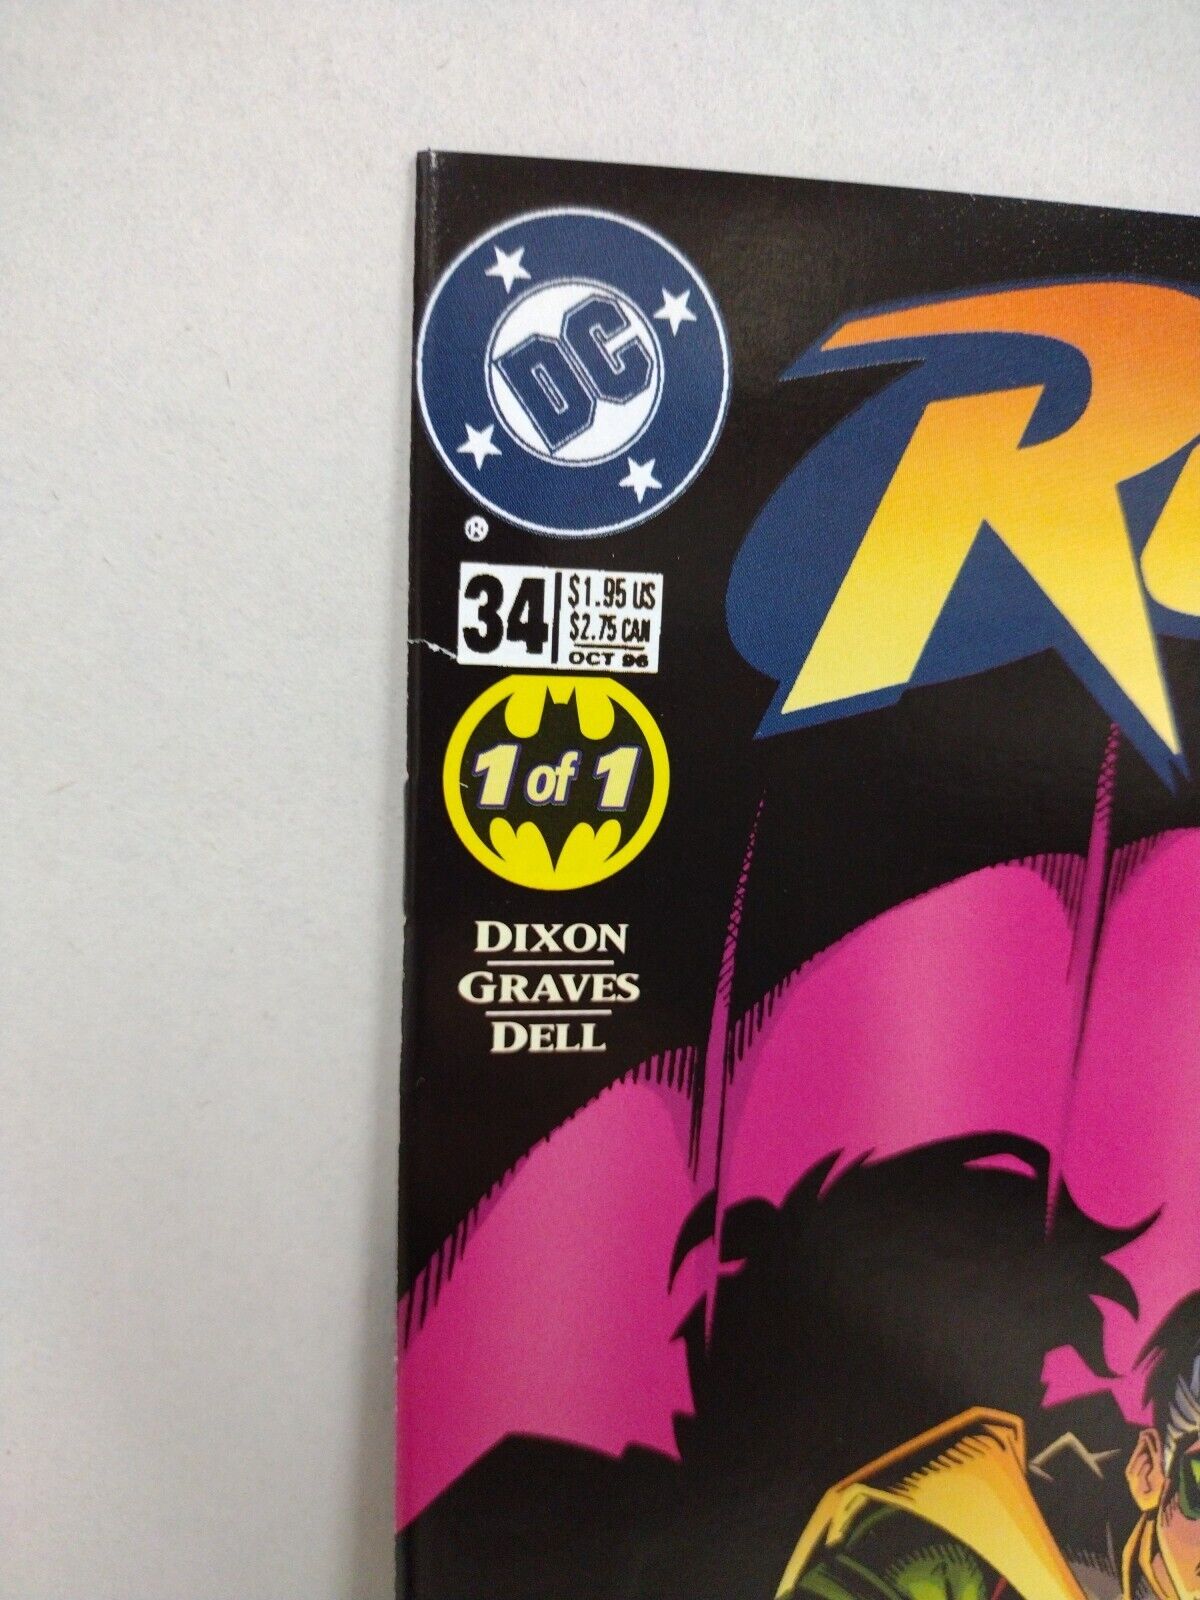 DC
®
34
$1.95 US
$2.75 CAN
OCT 96
1 of 1
DIXON
GRAVES
DELL